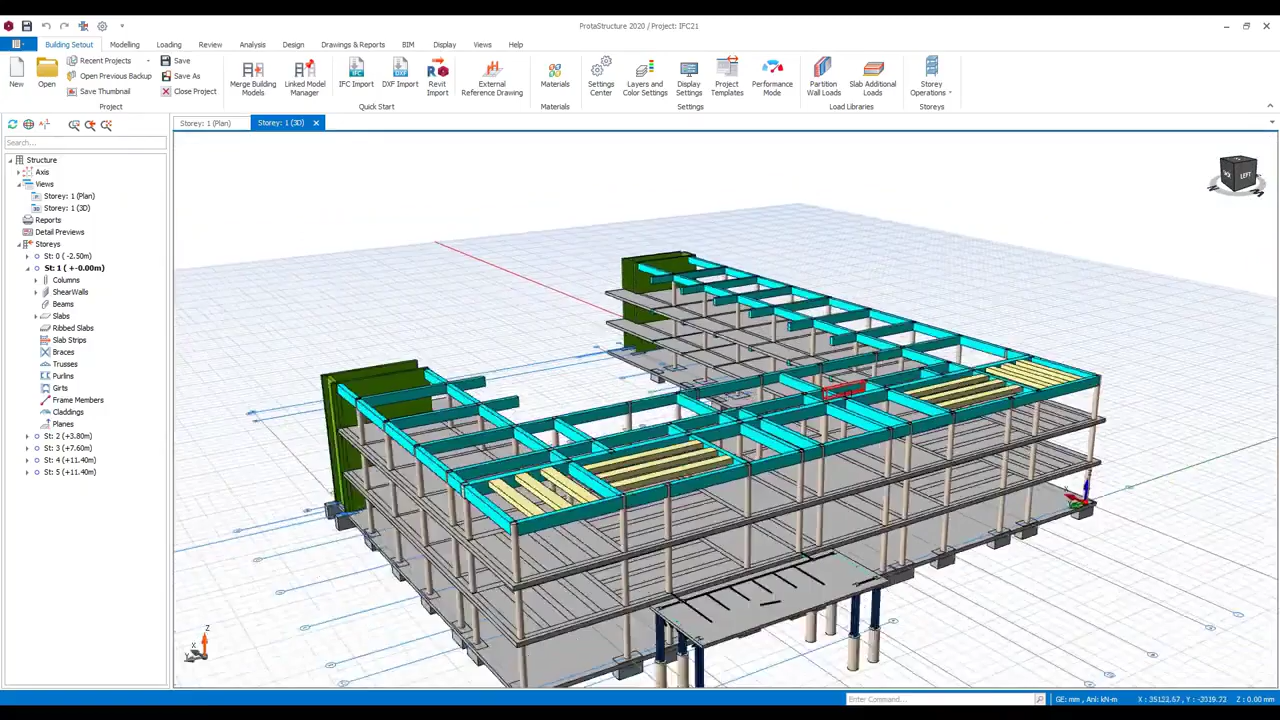 ProtaStructure 2020 / Project: IFC21
Building Setout Modelling Loading Review Analysis Design Drawings & Reports BIM Display Views Help
New
Open
Recent Projects
Open Previous Backup
Save Thumbnail
Save
Save As
Close Project
Merge Building Models
Linked Model Manager
IFC Import
DXF Import
Revit Import
External Reference Drawing
Materials
Settings Center
Layers and Color Settings
Display Settings
Project Templates
Performance Mode
Partition Wall Loads
Slab Additional Loads
Storey Operations
Project Quick Start Materials Settings Load Libraries Storeys
Storey: 1 (Plan) Storey: 1 (3D)
Search...
Structure
Axis
Views
Storey: 1 (Plan)
Storey: 1 (3D)
Reports
Detail Previews
Storeys
St: 0 ( -2.50m)
St: 1 ( +-0.00m)
Columns
ShearWalls
Beams
Slabs
Ribbed Slabs
Slab Strips
Braces
Trusses
Purlins
Girts
Frame Members
Claddings
Planes
St: 2 (+3.80m)
St: 3 (+7.60m)
St: 4 (+11.40m)
St: 5 (+11.40m)
LEFT
Z
X
Y
Enter Command...
GE: mm , Ani: kN-m